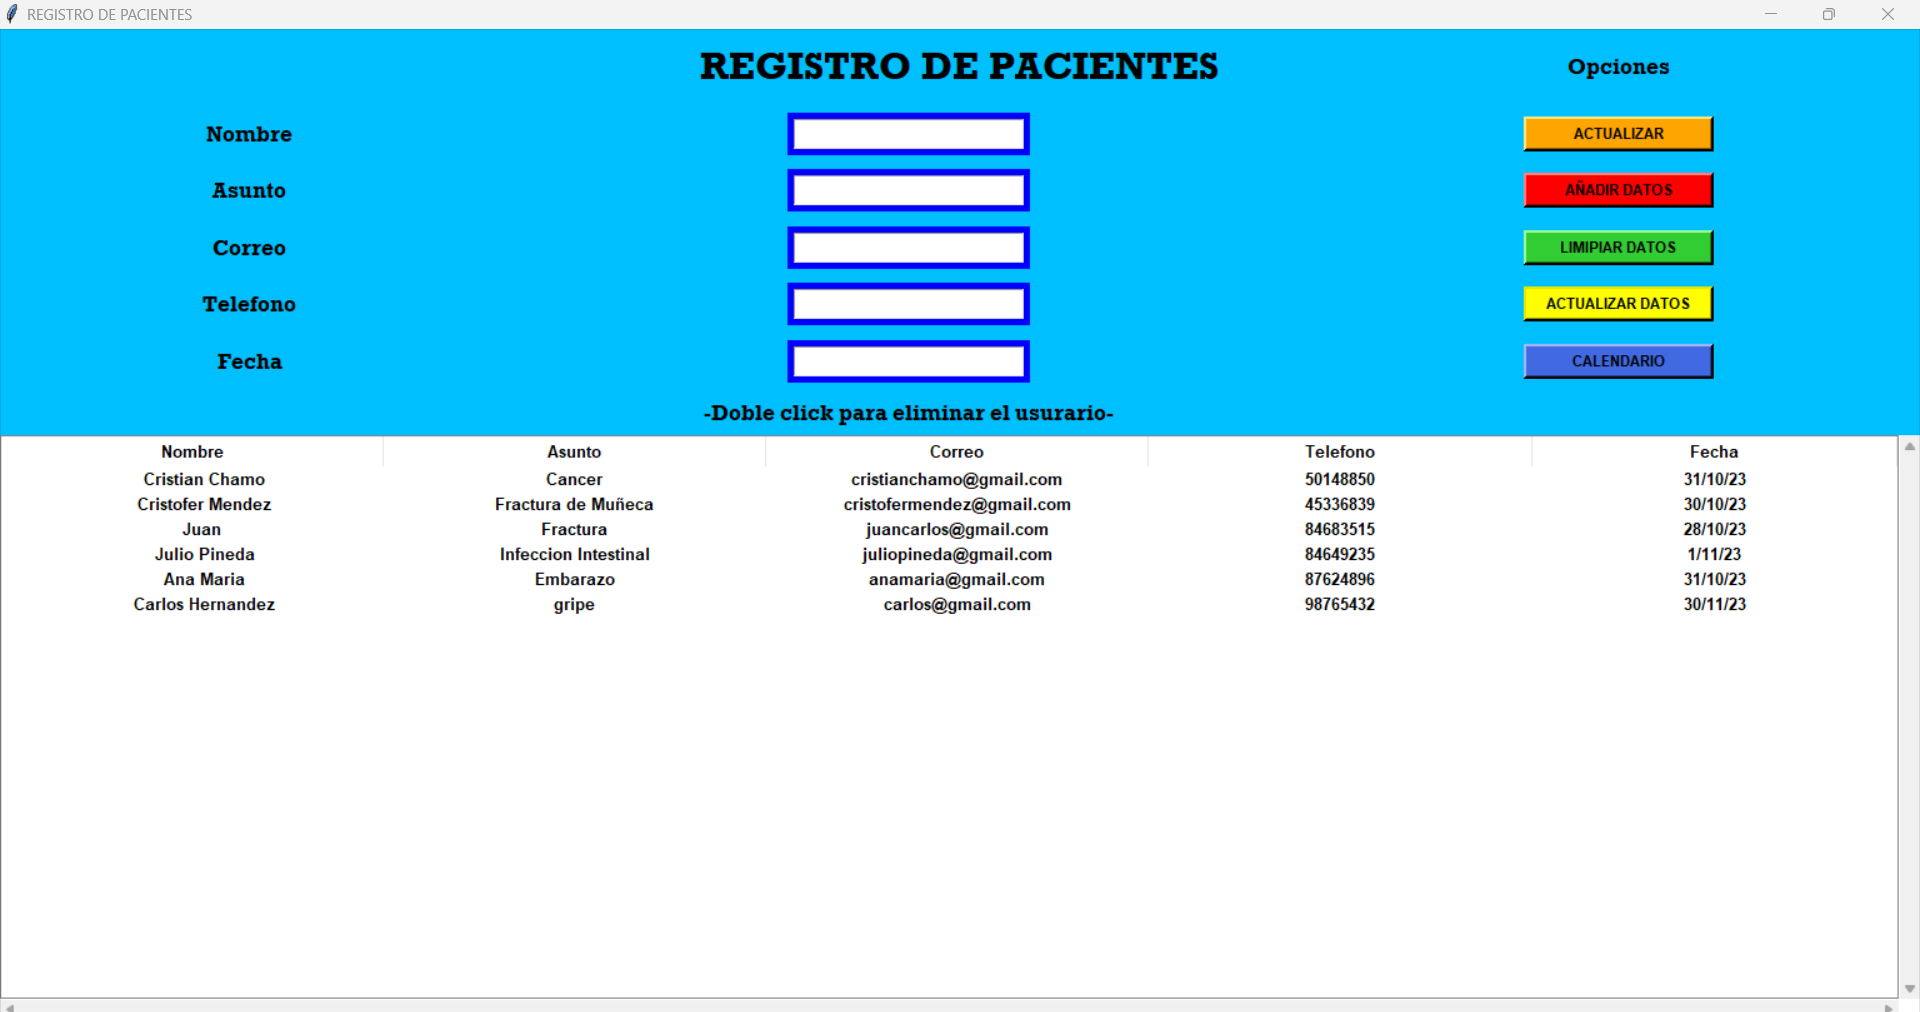 REGISTRO DE PACIENTES
REGISTRO DE PACIENTES
Opciones
Nombre
ACTUALIZAR
Asunto
AÑADIR DATOS
Correo
LIMIPIAR DATOS
Telefono
ACTUALIZAR DATOS
Fecha
CALENDARIO
-Doble click para eliminar el usurario-
Nombre Asunto Correo Telefono Fecha
Cristian Chamo Cancer cristianchamo@gmail.com 50148850 31/10/23
Cristofer Mendez Fractura de Muñeca cristofermendez@gmail.com 45336839 30/10/23
Juan Fractura juancarlos@gmail.com 84683515 28/10/23
Julio Pineda Infeccion Intestinal juliopineda@gmail.com 84649235 1/11/23
Ana Maria Embarazo anamaria@gmail.com 87624896 31/10/23
Carlos Hernandez gripe carlos@gmail.com 98765432 30/11/23